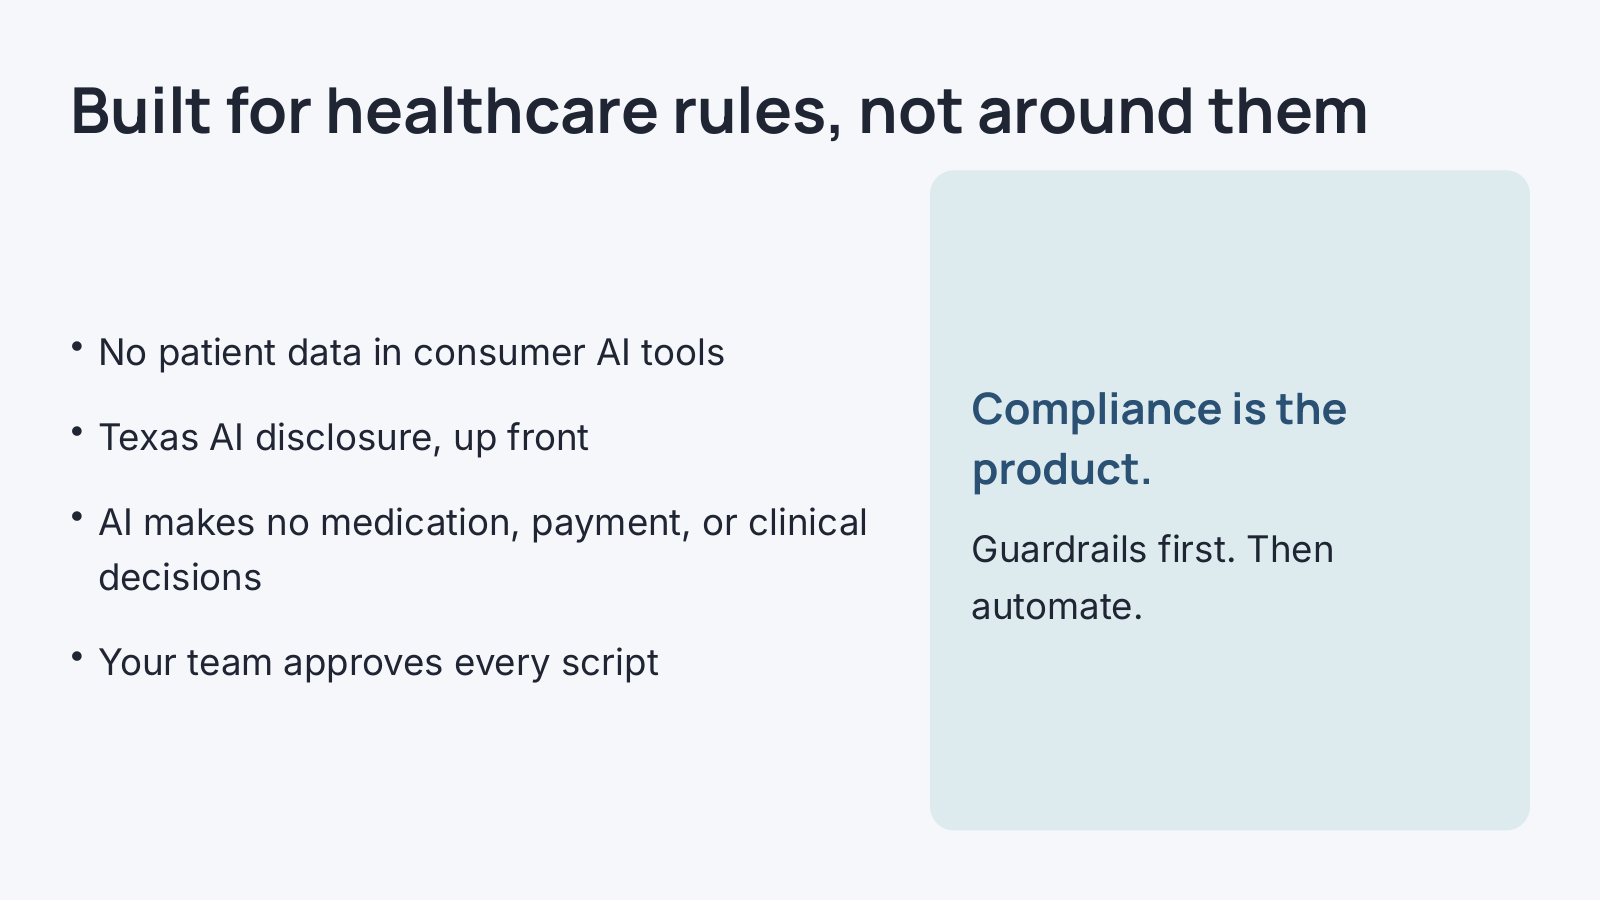 Built for healthcare rules, not around them
• No patient data in consumer AI tools
• Texas AI disclosure, up front
• AI makes no medication, payment, or clinical
decisions
• Your team approves every script
Compliance is the
product.
Guardrails first. Then
automate.